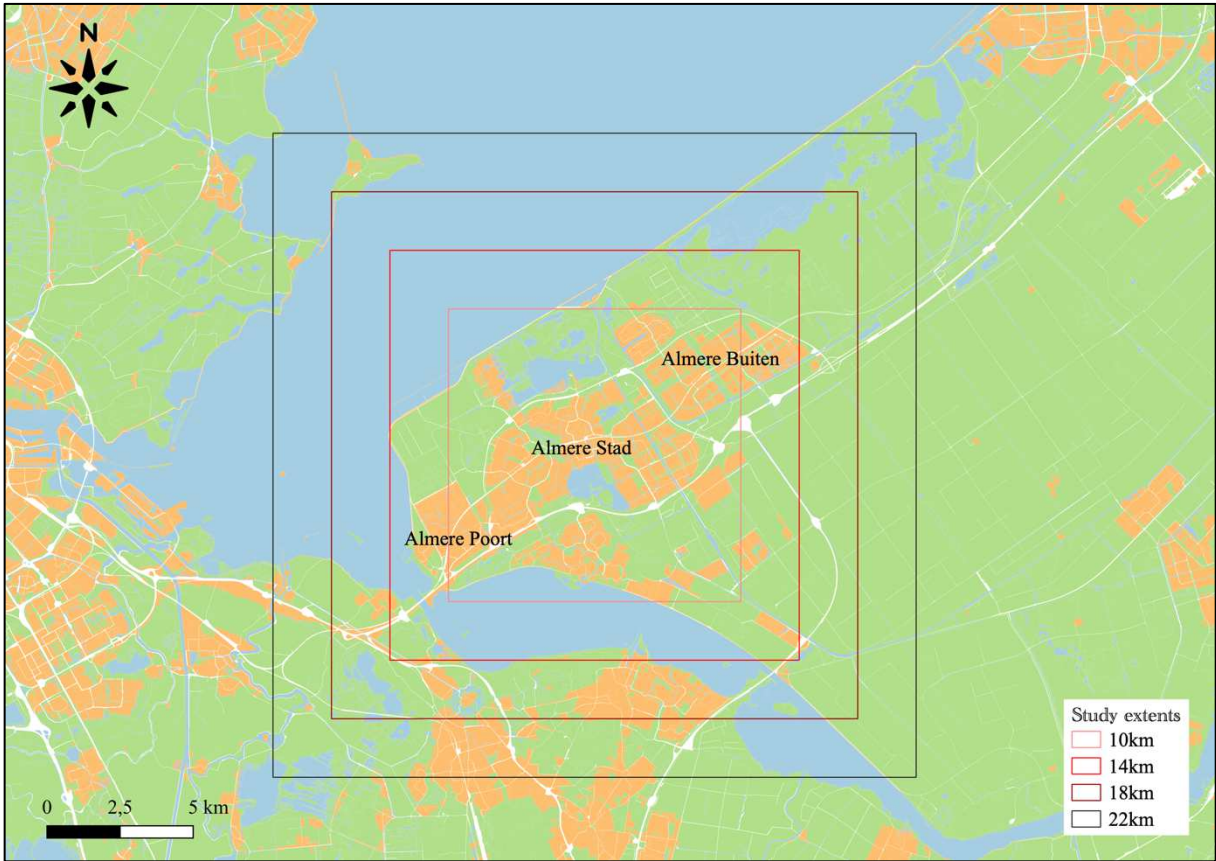 N
Almere Buiten
Almere Stad
Almere Poort
Study extents
10km
14km
18km
22km
0 2,5 5 km